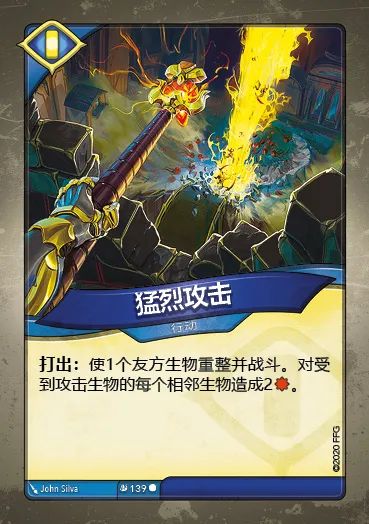 猛烈攻击
行动
打出：使1个友方生物重整并战斗。对受
到攻击生物的每个相邻生物造成2。
©2020 FFG
John Silva
139